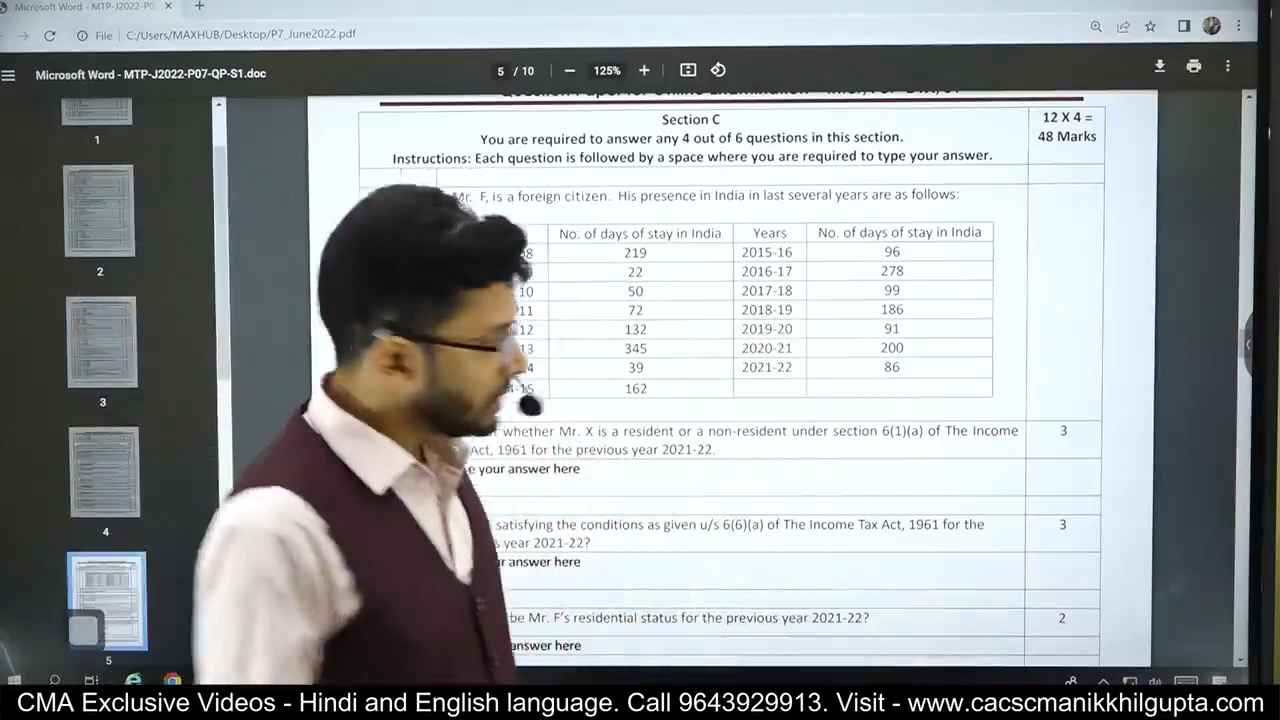 Microsoft Word - MTP-J2022-P0
File C:/Users/MAXHUB/Desktop/P7_June2022.pdf
Microsoft Word - MTP-J2022-P07-QP-S1.doc
5 / 10
125%
Section C
12 X 4 =
You are required to answer any 4 out of 6 questions in this section.
48 Marks
Instructions: Each question is followed by a space where you are required to type your answer.
1
Mr. F, is a foreign citizen. His presence in India in last several years are as follows:
No. of days of stay in India Years No. of days of stay in India
8 219 2015-16 96
22 2016-17 278
2
10 50 2017-18 99
11 72 2018-19 186
12 132 2019-20 91
13 345 2020-21 200
39 2021-22 86
15 162
3
whether Mr. X is a resident or a non-resident under section 6(1)(a) of The Income 3
Act, 1961 for the previous year 2021-22.
your answer here
satisfying the conditions as given u/s 6(6)(a) of The Income Tax Act, 1961 for the 3
4
year 2021-22?
answer here
be Mr. F's residential status for the previous year 2021-22? 2
answer here
5
CMA Exclusive Videos - Hindi and English language. Call 9643929913. Visit - www.cacscmanikkhilgupta.com